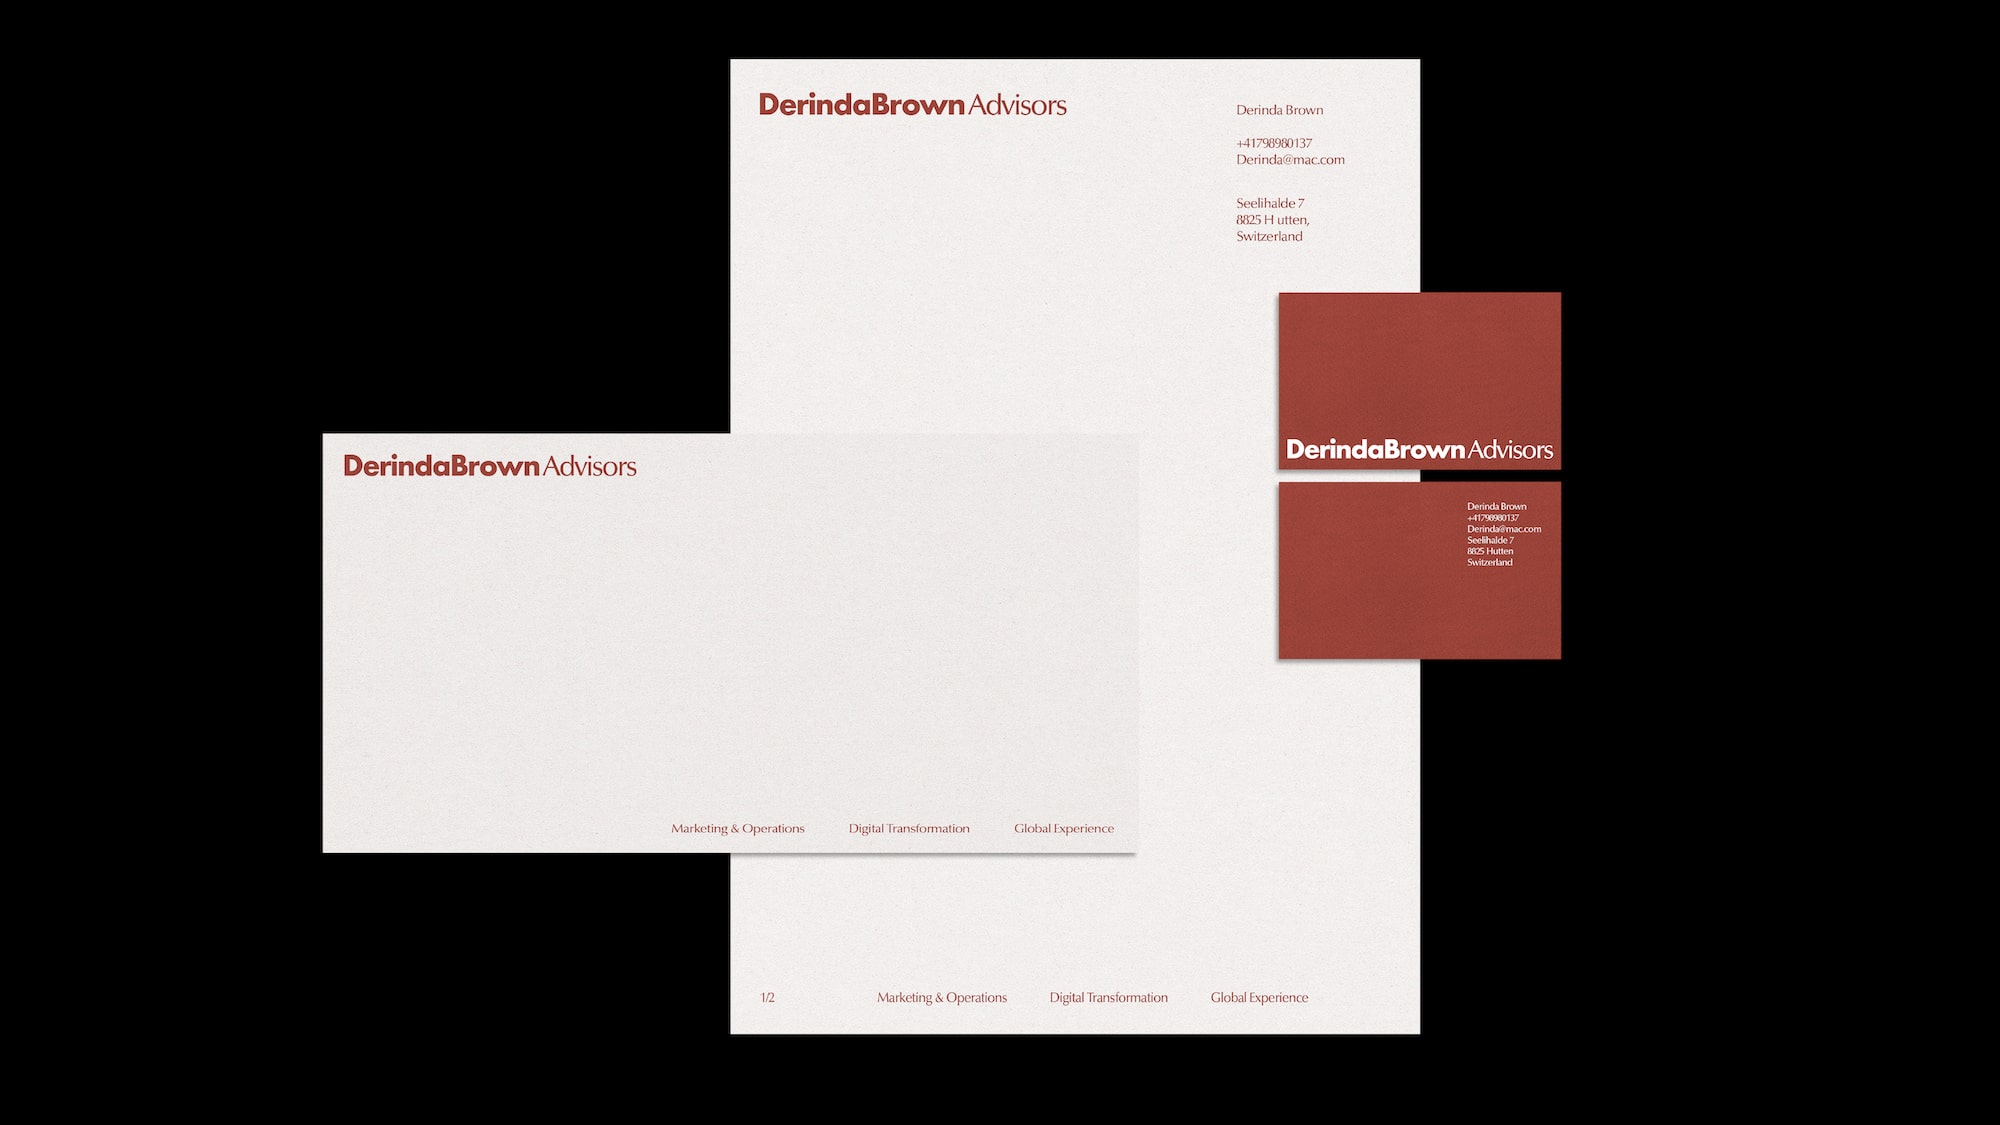 DerindaBrown Advisors
Derinda Brown
+41798980137
Derinda@mac.com
Seelihalde 7
8825 H utten,
Switzerland
DerindaBrown Advisors
Marketing & Operations Digital Transformation Global Experience
DerindaBrown Advisors
Derinda Brown
+41798980137
Derinda@mac.com
Seelihalde 7
8825 Hutten
Switzerland
1/2 Marketing & Operations Digital Transformation Global Experience